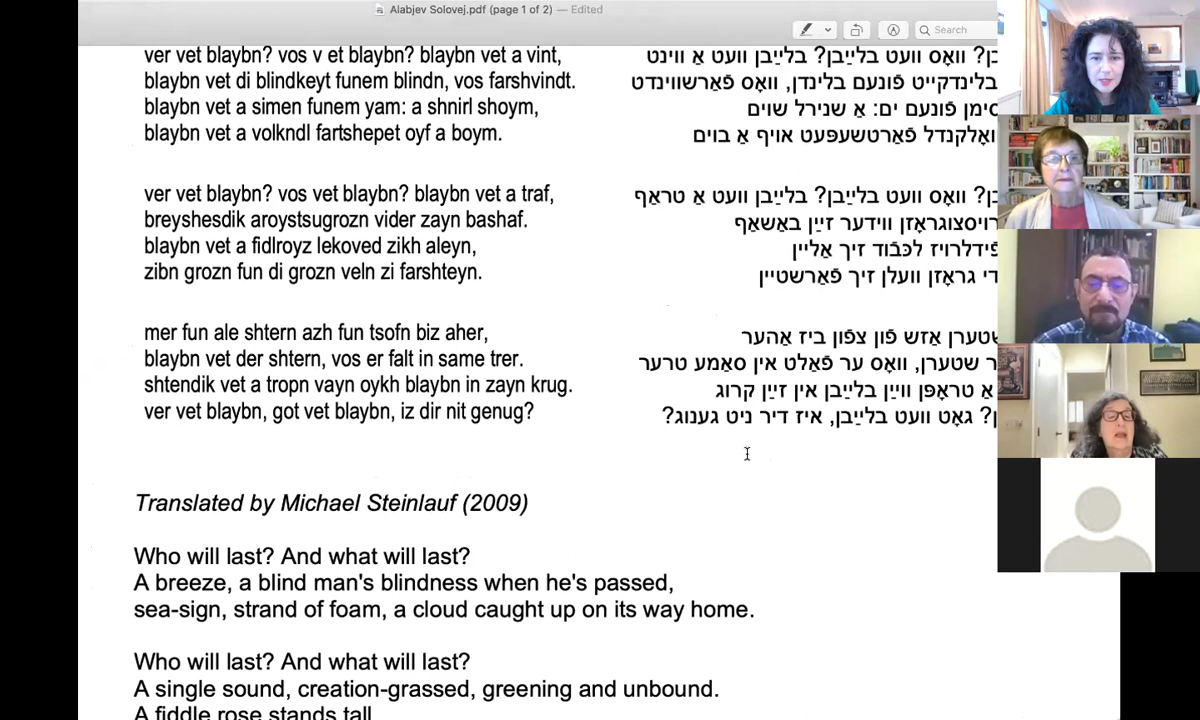 Alabjev Solovej.pdf (page 1 of 2) — Edited
Search
ver vet blaybn? vos v et blaybn? blaybn vet a vint,
blaybn vet di blindkeyt funem blindn, vos farshvindt.
blaybn vet a simen funem yam: a shnirl shoym,
blaybn vet a volkndl fartshepet oyf a boym.
ver vet blaybn? vos vet blaybn? blaybn vet a traf,
breyshesdik aroystsugrozn vider zayn bashaf.
blaybn vet a fidlroyz lekoved zikh aleyn,
zibn grozn fun di grozn veln zi farshteyn.
mer fun ale shtern azh fun tsofn biz aher,
blaybn vet der shtern, vos er falt in same trer.
shtendik vet a tropn vayn oykh blaybn in zayn krug.
ver vet blaybn, got vet blaybn, iz dir nit genug?
וואָס וועט בלײַבן? בלײַבן וועט אַ ווינט
בלינדקייט פֿונעם בלינדן, וואָס פֿאַרשווינדט
סימן פֿונעם ים: אַ שנירל שוים
וואָלקנדל פֿאַרטשעפּעט אויף אַ בוים
וואָס וועט בלײַבן? בלײַבן וועט אַ טראַף
רויסצוגראָזן ווידער זײַן באַשאַף
פֿידלרויז לכּבֿוד זיך אַליין
די גראָזן וועלן זיך פֿאַרשטיין
שטערן אַזש פֿון צפֿון ביז אַהער
שטערן, וואָס ער פֿאַלט אין סאַמע טרער
אַ טראָפּן ווײַן אויך בלײַבן אין זײַן קרוג
גאָט וועט בלײַבן, איז דיר ניט גענוג?
Translated by Michael Steinlauf (2009)
Who will last? And what will last?
A breeze, a blind man's blindness when he's passed,
sea-sign, strand of foam, a cloud caught up on its way home.
Who will last? And what will last?
A single sound, creation-grassed, greening and unbound.
A fiddle rose stands tall